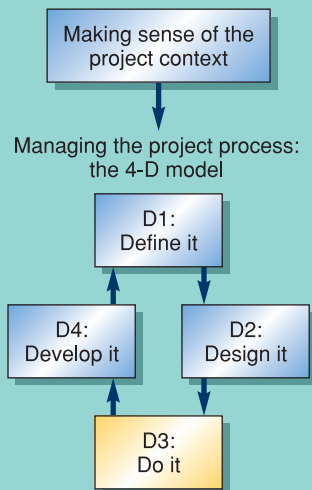 Making sense of the
project context
Managing the project process:
the 4-D model
D1:
Define it
D4:
Develop it
D2:
Design it
D3:
Do it